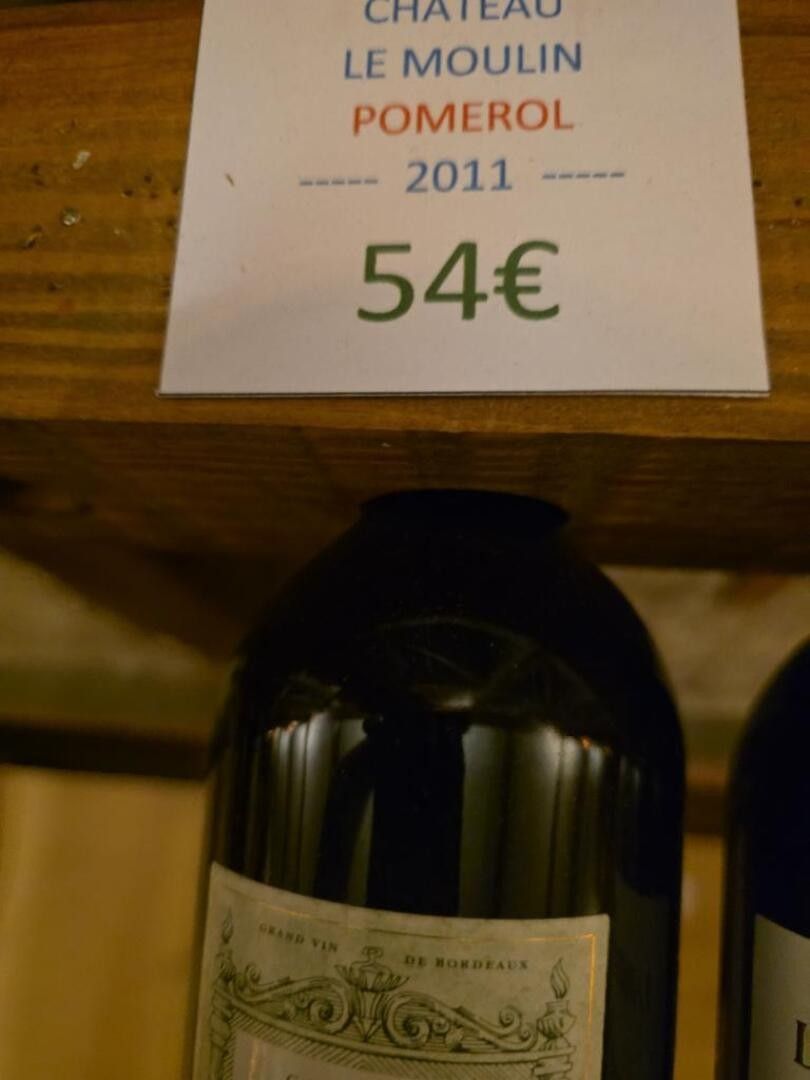 CHATEAU
LE MOULIN
POMEROL
----- 2011 -----
54€
GRAND VIN DE BORDEAUX